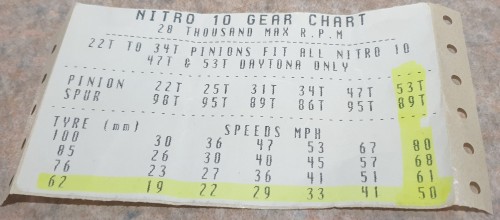 NITRO 10 GEAR CHART
28 THOUSAND MAX R.P.M
22T TO 34T PINIONS FIT ALL NITRO 10
47T & 53T DAYTONA ONLY
PINION 22T 25T 31T 34T 47T 53T
SPUR 98T 95T 89T 86T 95T 89T
TYRE (mm) SPEEDS MPH
100 30 36 47 53 67 80
85 26 30 40 45 57 68
76 23 27 36 41 51 61
62 19 22 29 33 41 50